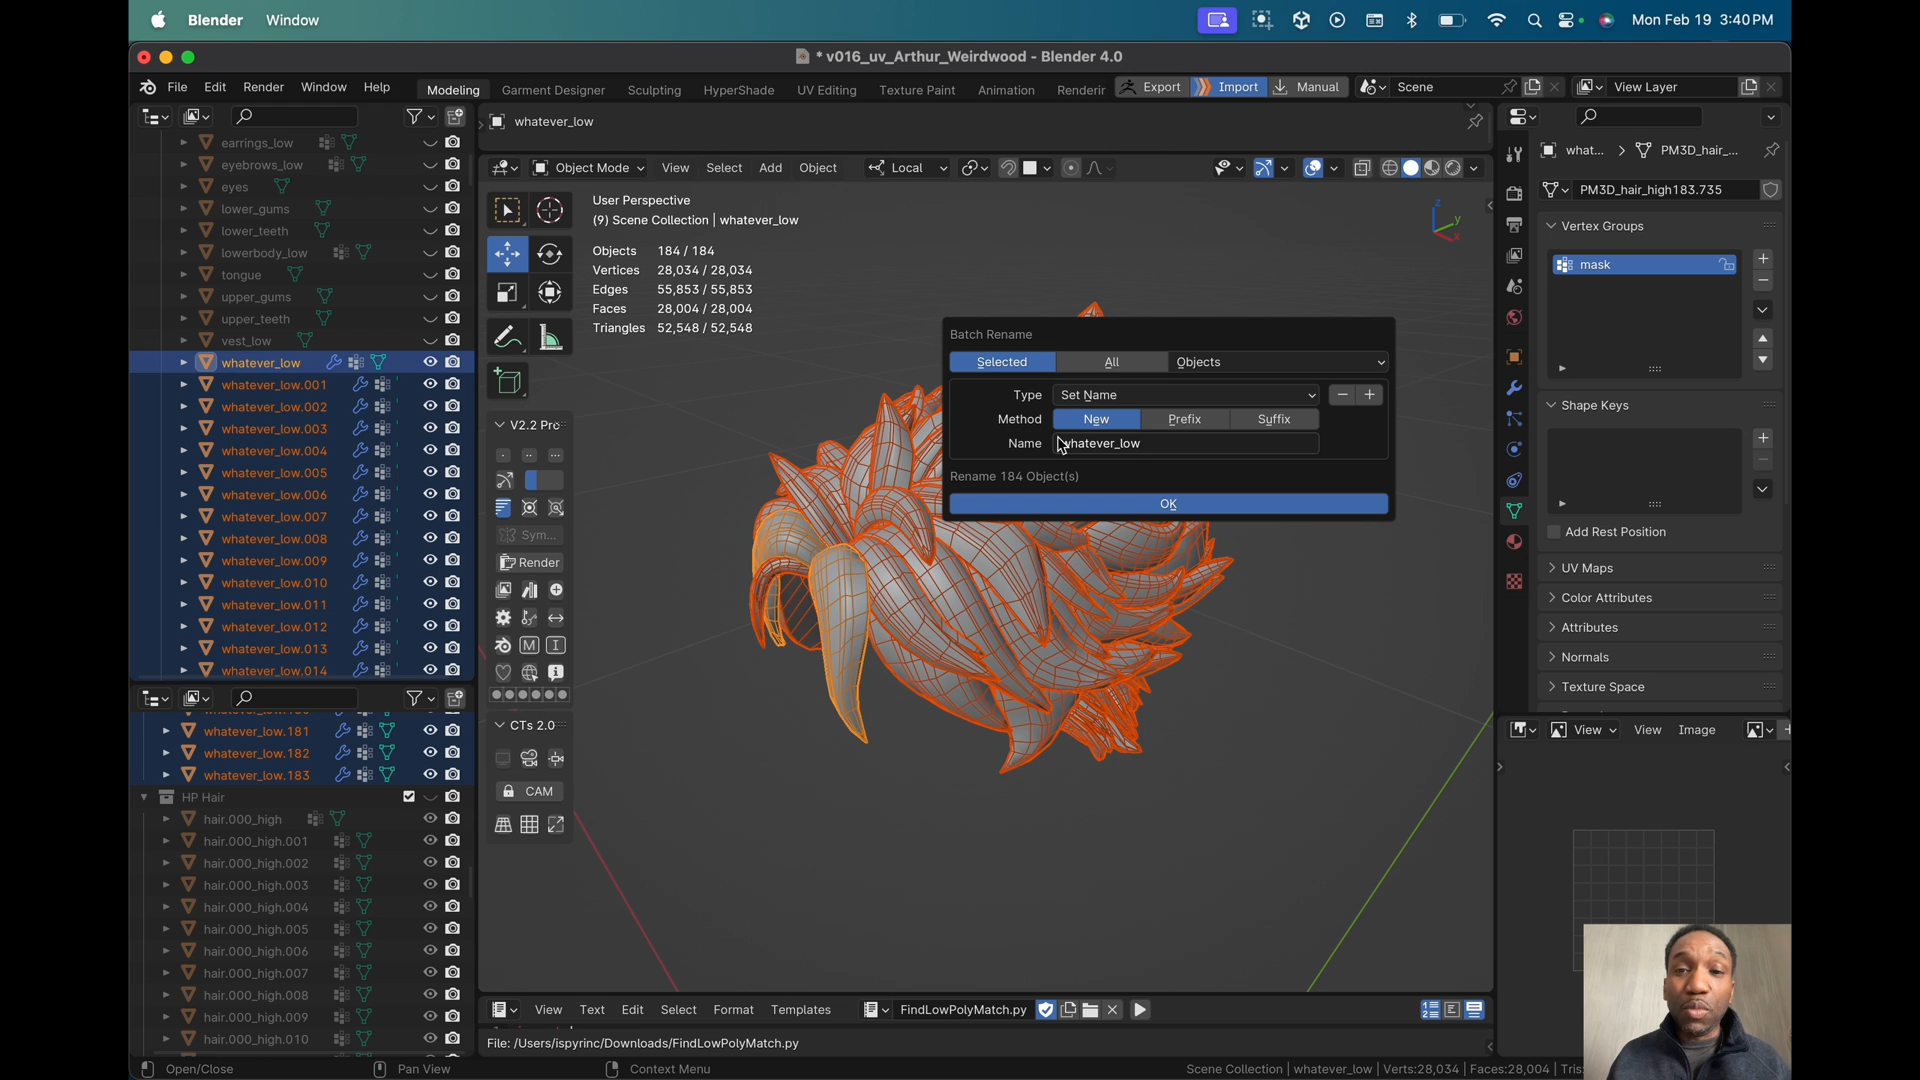 Blender Window
Mon Feb 19 3:40 PM
* v016_uv_Arthur_Weirdwood - Blender 4.0
File Edit Render Window Help
Modeling Garment Designer Sculpting HyperShade UV Editing Texture Paint Animation Renderir
Export Import Manual Scene View Layer
earrings_low
eyebrows_low
eyes
lower_gums
lower_teeth
lowerbody_low
tongue
upper_gums
upper_teeth
vest_low
whatever_low
whatever_low.001
whatever_low.002
whatever_low.003
whatever_low.004
whatever_low.005
whatever_low.006
whatever_low.007
whatever_low.008
whatever_low.009
whatever_low.010
whatever_low.011
whatever_low.012
whatever_low.013
whatever_low.014
whatever_low.181
whatever_low.182
whatever_low.183
HP Hair
hair.000_high
hair.000_high.001
hair.000_high.002
hair.000_high.003
hair.000_high.004
hair.000_high.005
hair.000_high.006
hair.000_high.007
hair.000_high.008
hair.000_high.009
hair.000_high.010
whatever_low
Object Mode View Select Add Object Local
User Perspective
(9) Scene Collection | whatever_low
Objects 184 / 184
Vertices 28,034 / 28,034
Edges 55,853 / 55,853
Faces 28,004 / 28,004
Triangles 52,548 / 52,548
Z
Y
X
V2.2 Pro
Sym...
Render
M I
CTs 2.0
CAM
Batch Rename
Selected All Objects
Type Set Name
Method New Prefix Suffix
Name whatever_low
Rename 184 Object(s)
OK
what... PM3D_hair_...
PM3D_hair_high183.735
Vertex Groups
mask
Shape Keys
Add Rest Position
UV Maps
Color Attributes
Attributes
Normals
Texture Space
View View Image
View Text Edit Select Format Templates FindLowPolyMatch.py
File: /Users/ispyrinc/Downloads/FindLowPolyMatch.py
Open/Close Pan View Context Menu
Scene Collection | whatever_low | Verts:28,034 | Faces:28,004 | Tris: